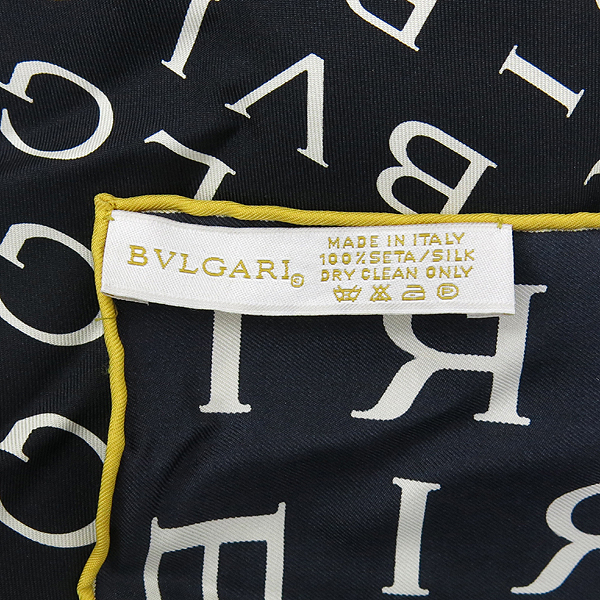 BVLGARI
MADE IN ITALY
100%SETA/SILK
DRY CLEAN ONLY